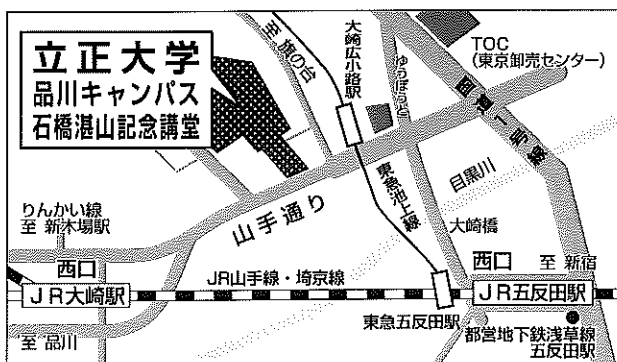 立正大学
品川キャンパス
石橋湛山記念講堂
至 旗の台
大崎広小路駅
ゆうぽうと
TOC
(東京卸売センター)
国道1号線
山手通り
東急池上線
目黒川
大崎橋
りんかい線
至 新木場駅
西口
JR大崎駅
至 品川
JR山手線・埼京線
東急五反田駅
西口
至 新宿
JR五反田駅
都営地下鉄浅草線
五反田駅